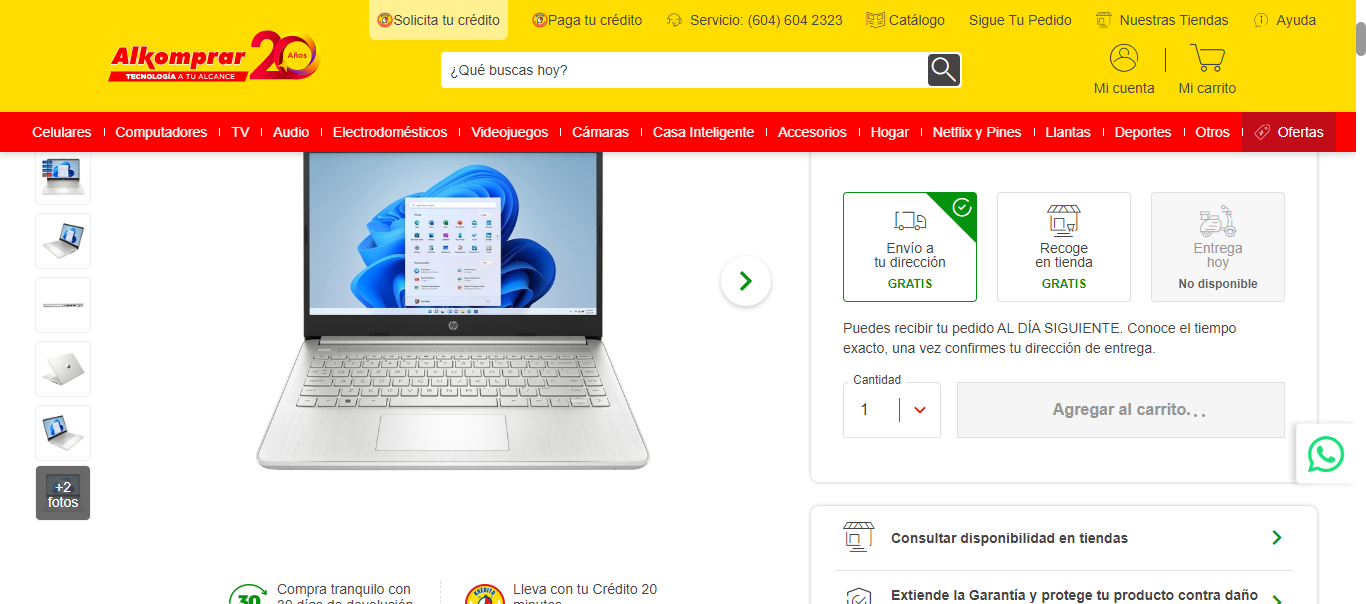 Solicita tu crédito
Paga tu crédito
Servicio: (604) 604 2323
Catálogo
Sigue Tu Pedido
Nuestras Tiendas
Ayuda
Alkomprar 20 Años
TECNOLOGÍA A TU ALCANCE
¿Qué buscas hoy?
Mi cuenta
Mi carrito
Celulares
Computadores
TV
Audio
Electrodomésticos
Videojuegos
Cámaras
Casa Inteligente
Accesorios
Hogar
Netflix y Pines
Llantas
Deportes
Otros
Ofertas
+2
fotos
hp
Envío a
tu dirección
GRATIS
Recoge
en tienda
GRATIS
Entrega
hoy
No disponible
Puedes recibir tu pedido AL DÍA SIGUIENTE. Conoce el tiempo
exacto, una vez confirmes tu dirección de entrega.
Cantidad
1
Agregar al carrito...
Consultar disponibilidad en tiendas
Extiende la Garantía y protege tu producto contra daño
30
Compra tranquilo con
30 días de devolución
KRÉDITO
Lleva con tu Crédito 20
minutos